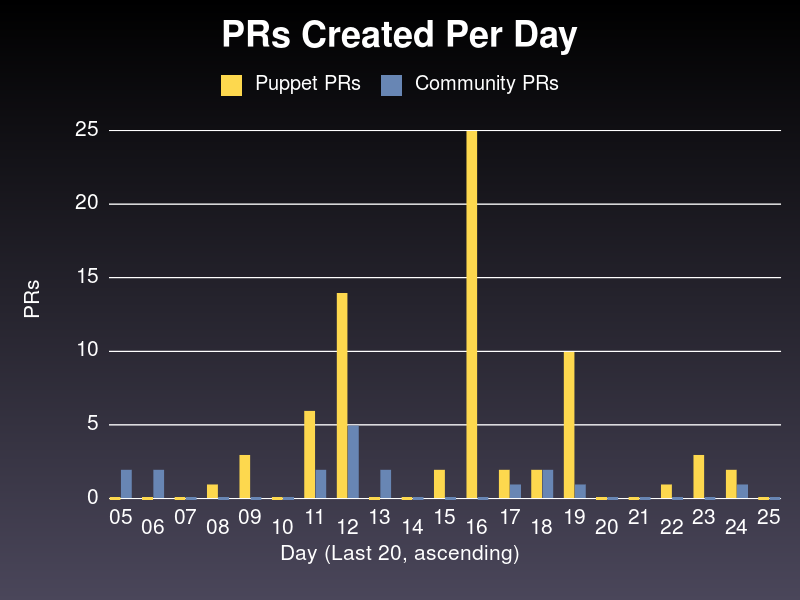 PRs Created Per Day
Puppet PRs Community PRs
25
20
15
10
5
0
PRs
05 06 07 08 09 10 11 12 13 14 15 16 17 18 19 20 21 22 23 24 25
Day (Last 20, ascending)